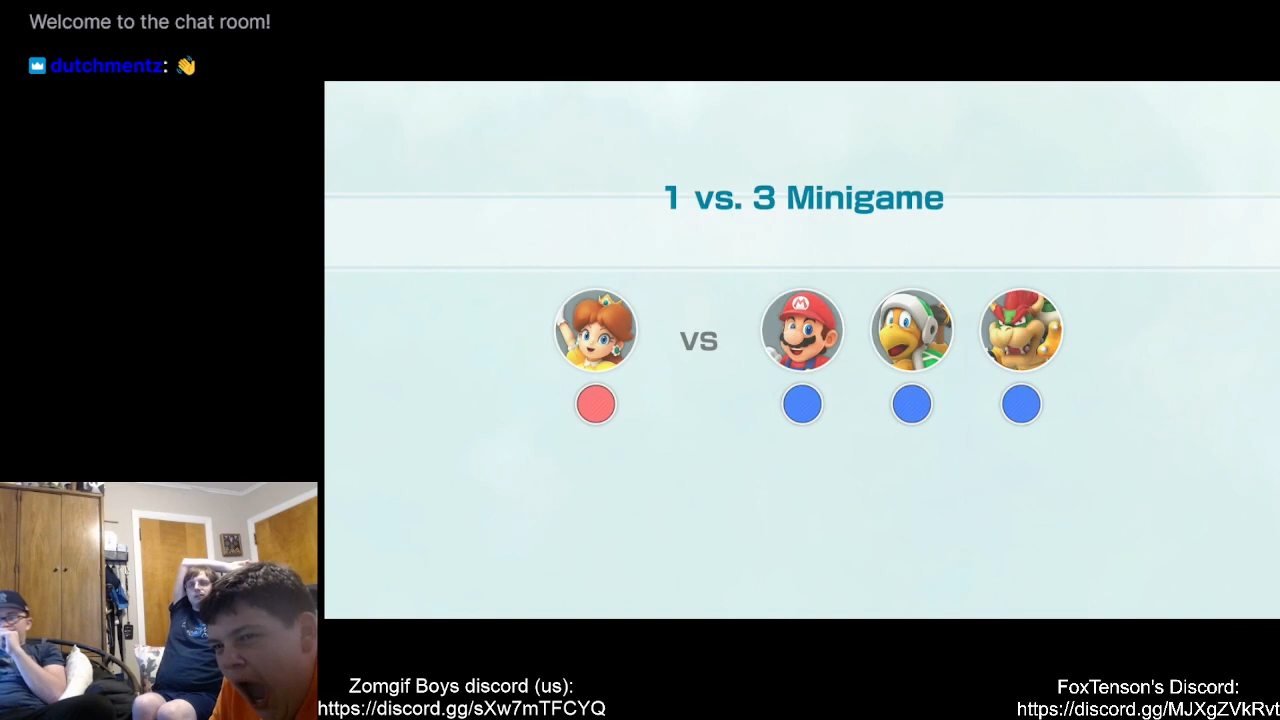 Welcome to the chat room!
dutchmentz: 👋
1 vs. 3 Minigame
M
vs
Zomgif Boys discord (us):
https://discord.gg/sXw7mTFCYQ
FoxTenson's Discord:
https://discord.gg/MJXgZVkRvt